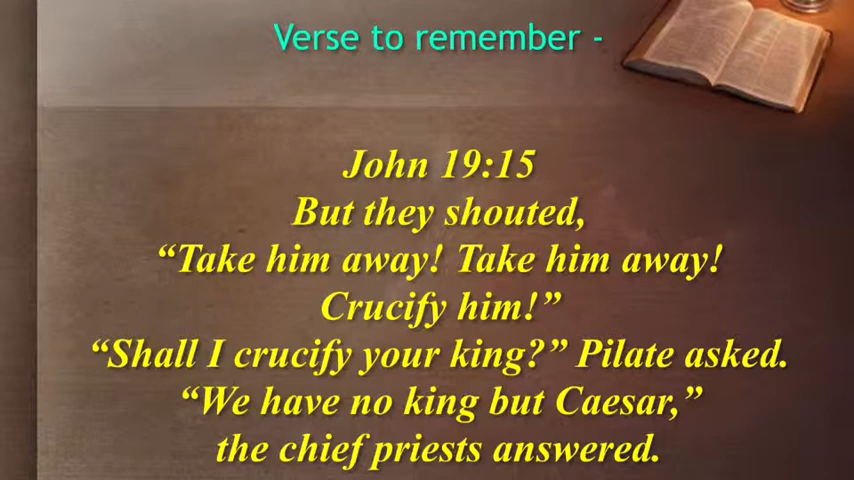 Verse to remember -
John 19:15
But they shouted,
“Take him away! Take him away!
Crucify him!”
“Shall I crucify your king?” Pilate asked.
“We have no king but Caesar,”
the chief priests answered.